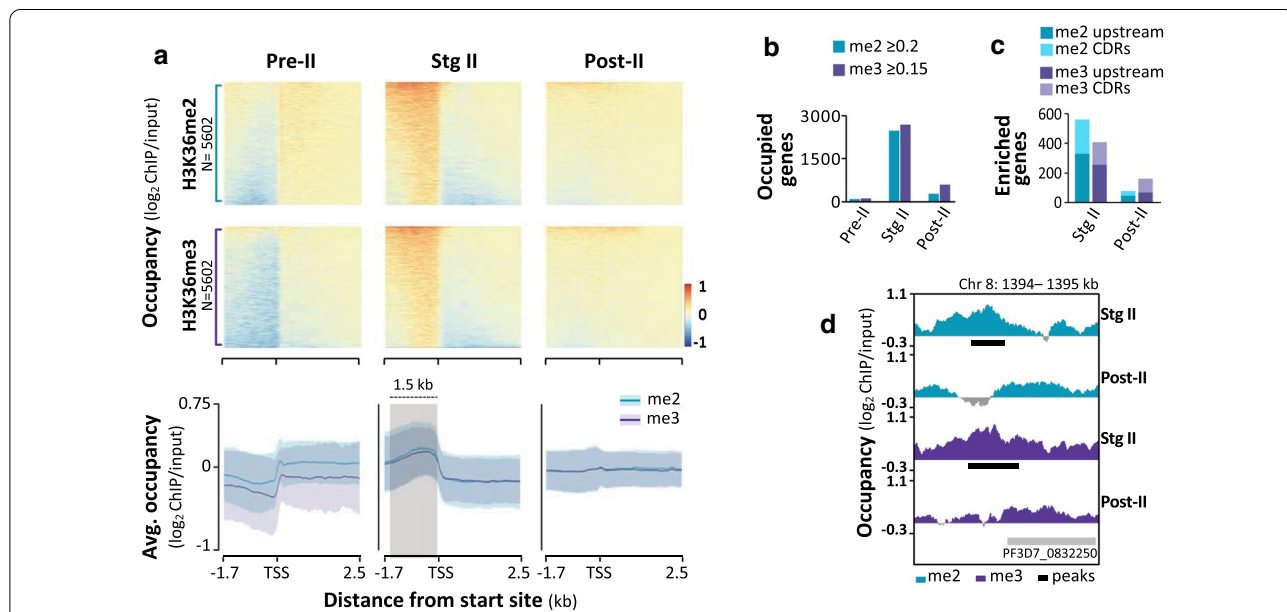 a
Pre-II
Stg II
Post-II
Occupancy (log2 ChIP/input)
H3K36me2
N= 5602
H3K36me3
N=5602
1
0
-1
1.5 kb
me2
me3
Avg. occupancy
(log2 ChIP/input)
0.75
0
-1
-1.7 TSS 2.5
-1.7 TSS 2.5
-1.7 TSS 2.5
Distance from start site (kb)
b
me2 ≥0.2
me3 ≥0.15
Occupied
genes
3000
1500
0
Pre-II
Stg II
Post-II
c
me2 upstream
me2 CDRs
me3 upstream
me3 CDRs
Enriched
genes
600
400
200
0
Stg II
Post-II
d
Chr 8: 1394– 1395 kb
Occupancy (log2 ChIP/input)
1.1
Stg II
-0.3
1.1
Post-II
-0.3
1.1
Stg II
-0.3
1.1
Post-II
-0.3
PF3D7_0832250
me2 me3 peaks